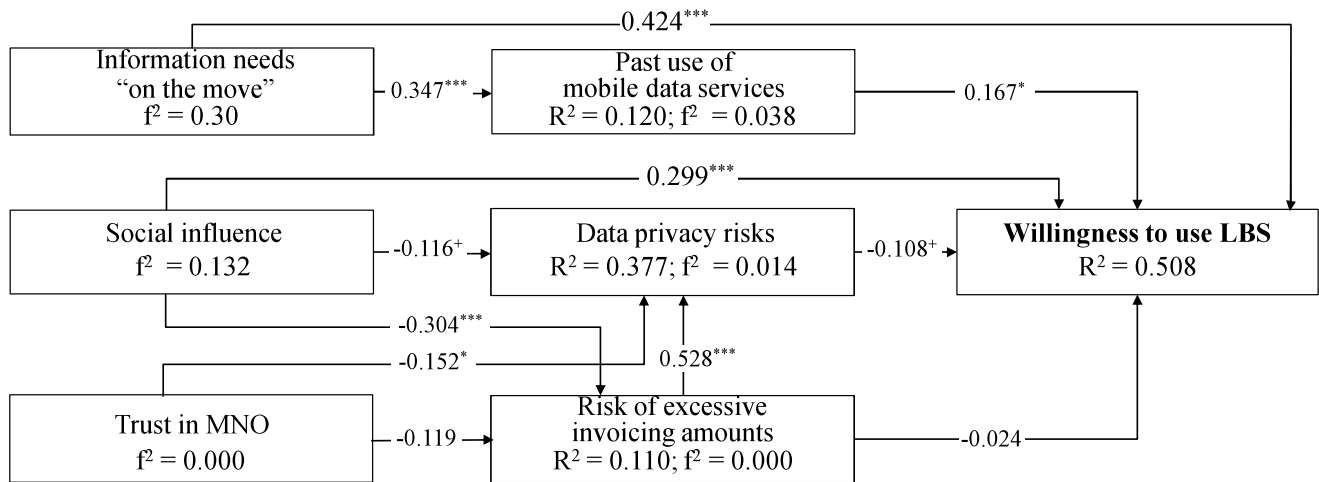 0.424***
Information needs
“on the move”
f² = 0.30
0.347***
Past use of
mobile data services
R² = 0.120; f² = 0.038
0.167*
0.299***
Social influence
f² = 0.132
-0.116⁺
Data privacy risks
R² = 0.377; f² = 0.014
-0.108⁺
Willingness to use LBS
R² = 0.508
-0.304***
-0.152*
0.528***
Trust in MNO
f² = 0.000
-0.119
Risk of excessive
invoicing amounts
R² = 0.110; f² = 0.000
-0.024